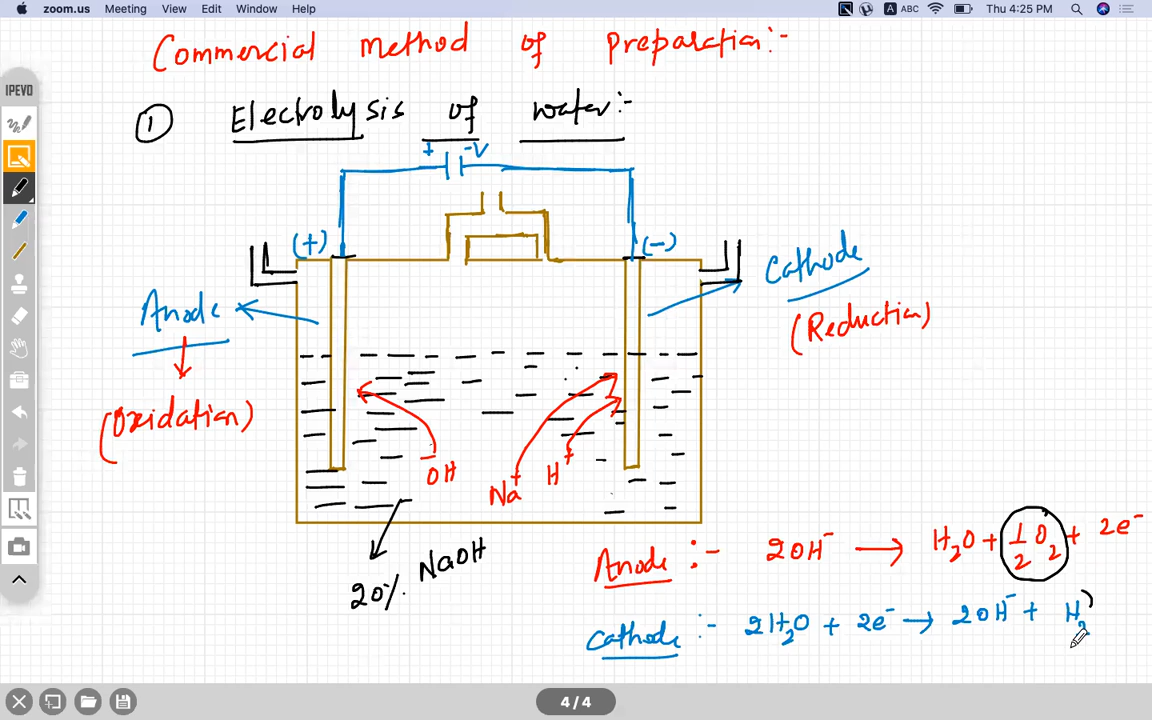 zoom.us Meeting View Edit Window Help ABC Thu 4:25 PM
Commercial method of Preparation:-
IPEVO
① Electrolysis of water:-
+ -V
(+) (-)
Cathode
Anode
(Reduction)
(Oxidation)
ŌH Na⁺ H⁺
20% NaOH
Anode :- 2OH⁻ → H₂O + 1/2 O₂ + 2e⁻
Cathode :- 2H₂O + 2e⁻ → 2OH⁻ + H₂
4/4